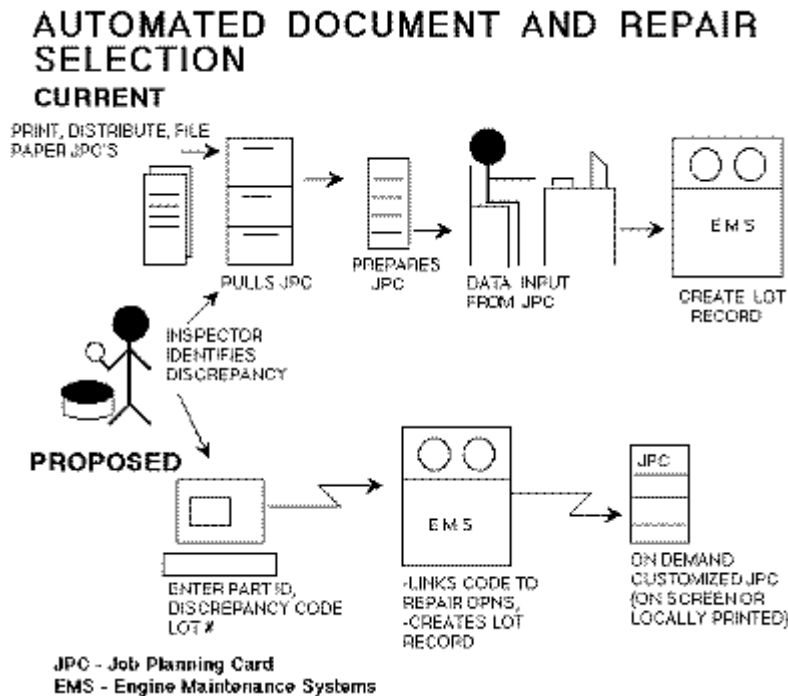 AUTOMATED DOCUMENT AND REPAIR
SELECTION
CURRENT
PRINT, DISTRIBUTE, FILE
PAPER JPC'S
PULLS JPC
PREPARES
JPC
DATA INPUT
FROM JPC
EMS
CREATE LOT
RECORD
INSPECTOR
IDENTIFIES
DISCREPANCY
PROPOSED
ENTER PART ID,
DISCREPANCY CODE
LOT #
EMS
-LINKS CODE TO
REPAIR OPNS,
-CREATES LOT
RECORD
JPC
ON DEMAND
CUSTOMIZED JPC
(ON SCREEN OR
LOCALLY PRINTED)
JPC - Job Planning Card
EMS - Engine Maintenance Systems